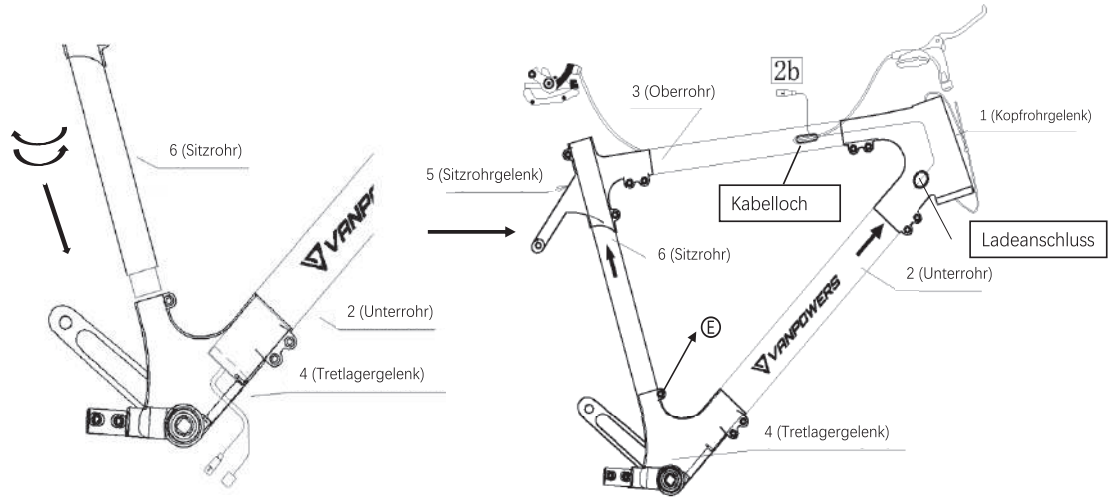 6 (Sitzrohr)
VANPO
2 (Unterrohr)
4 (Tretlagergelenk)
2b
3 (Oberrohr)
1 (Kopfrohrgelenk)
5 (Sitzrohrgelenk)
Kabelloch
Ladeanschluss
6 (Sitzrohr)
2 (Unterrohr)
E
VANPOWERS
4 (Tretlagergelenk)